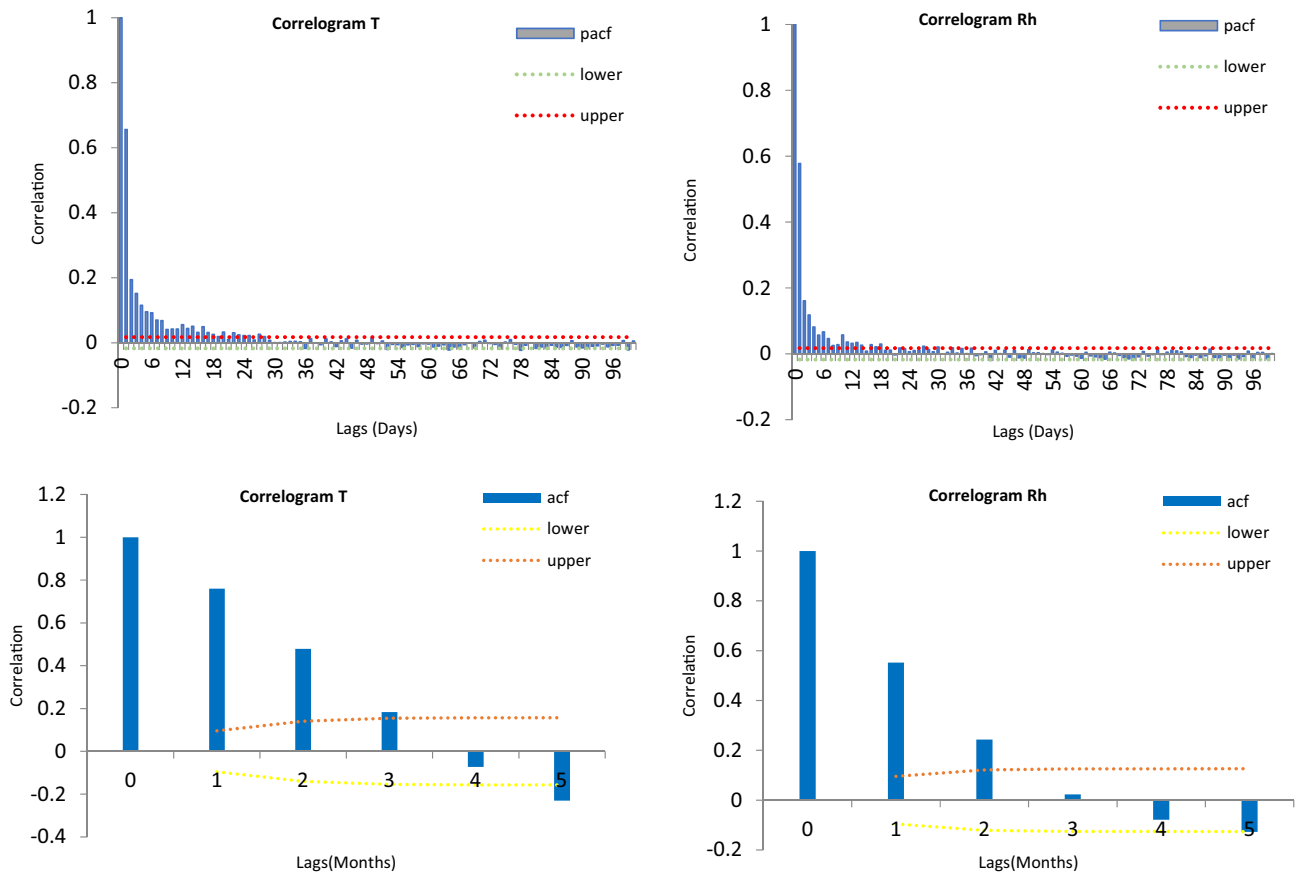 Correlogram T
pacf
lower
upper
1
0.8
0.6
0.4
0.2
0
-0.2
Correlation
0 6 12 18 24 30 36 42 48 54 60 66 72 78 84 90 96
Lags (Days)
Correlogram Rh
pacf
lower
upper
1
0.8
0.6
0.4
0.2
0
-0.2
Correlation
0 6 12 18 24 30 36 42 48 54 60 66 72 78 84 90 96
Lags (Days)
Correlogram T
acf
lower
upper
1.2
1
0.8
0.6
0.4
0.2
0
-0.2
-0.4
Correlation
0 1 2 3 4 5
Lags(Months)
Correlogram Rh
acf
lower
upper
1.2
1
0.8
0.6
0.4
0.2
0
-0.2
Correlation
0 1 2 3 4 5
Lags(Months)